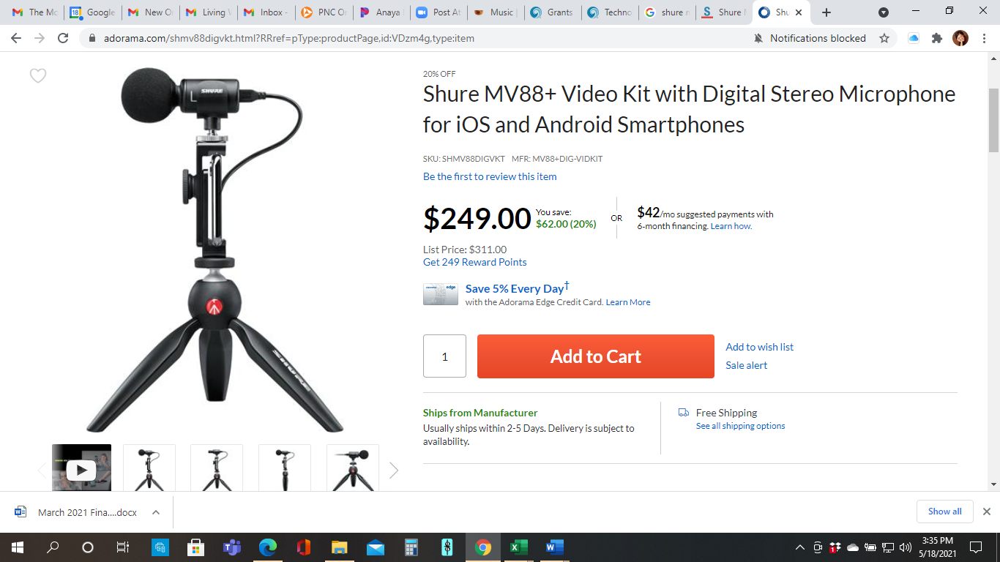 The Mo
Google
New O
Living
Inbox -
PNC O
Anaya
Post At
Music
Grants
Techno
shure m
Shure
Shu
adorama.com/shmv88digvkt.html?RRref=pType:productPage,id:VDzm4g,type:item
Notifications blocked
20% OFF
Shure MV88+ Video Kit with Digital Stereo Microphone
for iOS and Android Smartphones
SKU: SHMV88DIGVKT MFR: MV88+DIG-VIDKIT
Be the first to review this item
$249.00
You save:
$62.00 (20%)
OR
$42/mo suggested payments with
6-month financing. Learn how.
List Price: $311.00
Get 249 Reward Points
Save 5% Every Day†
with the Adorama Edge Credit Card. Learn More
1
Add to Cart
Add to wish list
Sale alert
Ships from Manufacturer
Usually ships within 2-5 Days. Delivery is subject to
availability.
Free Shipping
See all shipping options
SHURE
L
SHURE
March 2021 Fina....docx
Show all
3:35 PM
5/18/2021